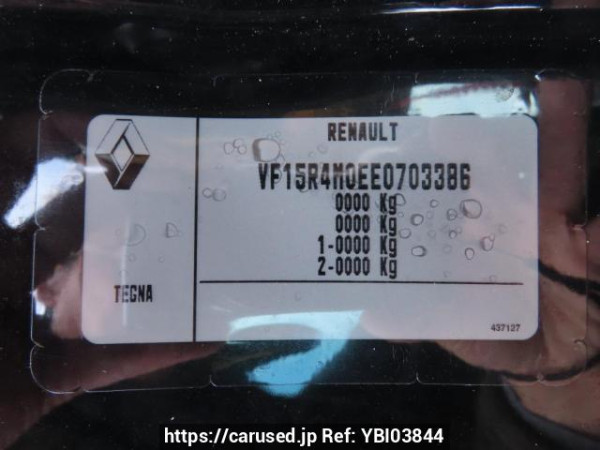 RENAULT
VF15R4M0EE0703386
0000 Kg
0000 Kg
1-0000 Kg
2-0000 Kg
TEGNA
437127
https://carused.jp Ref: YBI03844